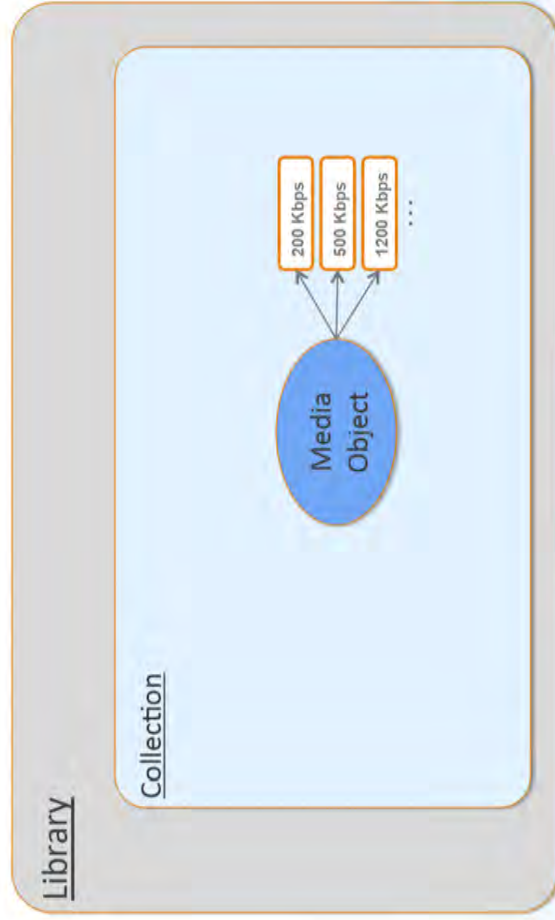 Library
Collection
Media
Object
200 Kbps
500 Kbps
1200 Kbps
...